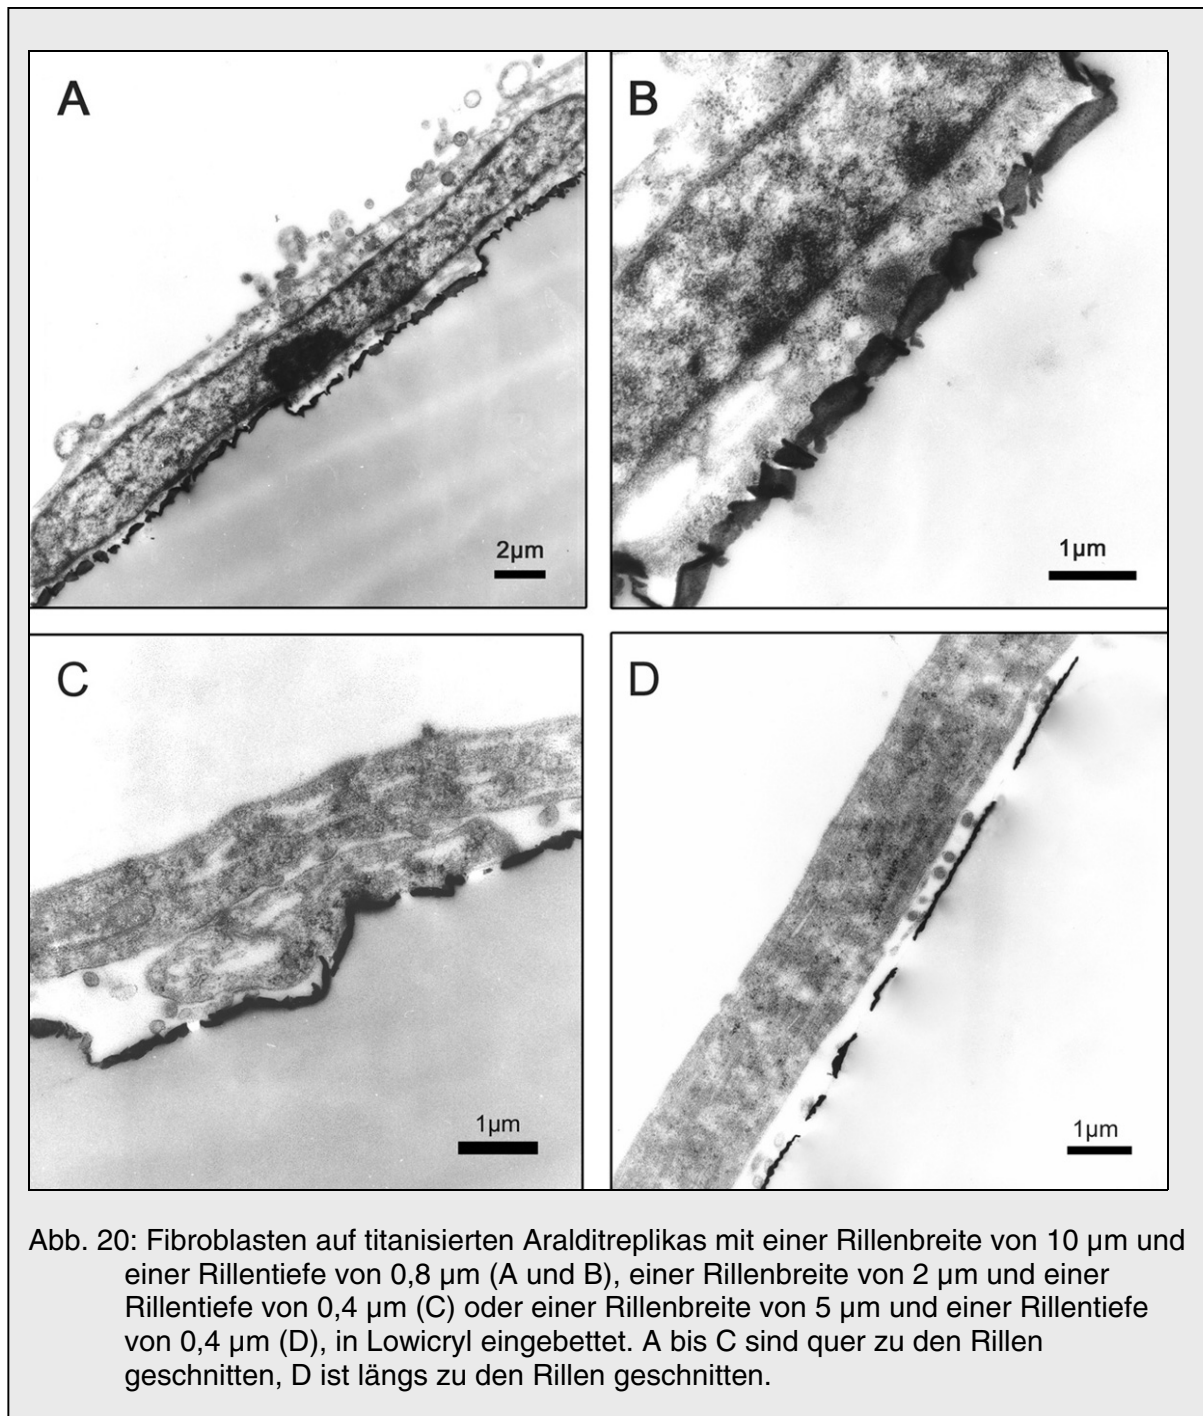 A
B
2µm
1µm
C
D
1µm
1µm
Abb. 20: Fibroblasten auf titanisierten Aralditreplikas mit einer Rillenbreite von 10 µm und
einer Rillentiefe von 0,8 µm (A und B), einer Rillenbreite von 2 µm und einer
Rillentiefe von 0,4 µm (C) oder einer Rillenbreite von 5 µm und einer Rillentiefe
von 0,4 µm (D), in Lowicryl eingebettet. A bis C sind quer zu den Rillen
geschnitten, D ist längs zu den Rillen geschnitten.